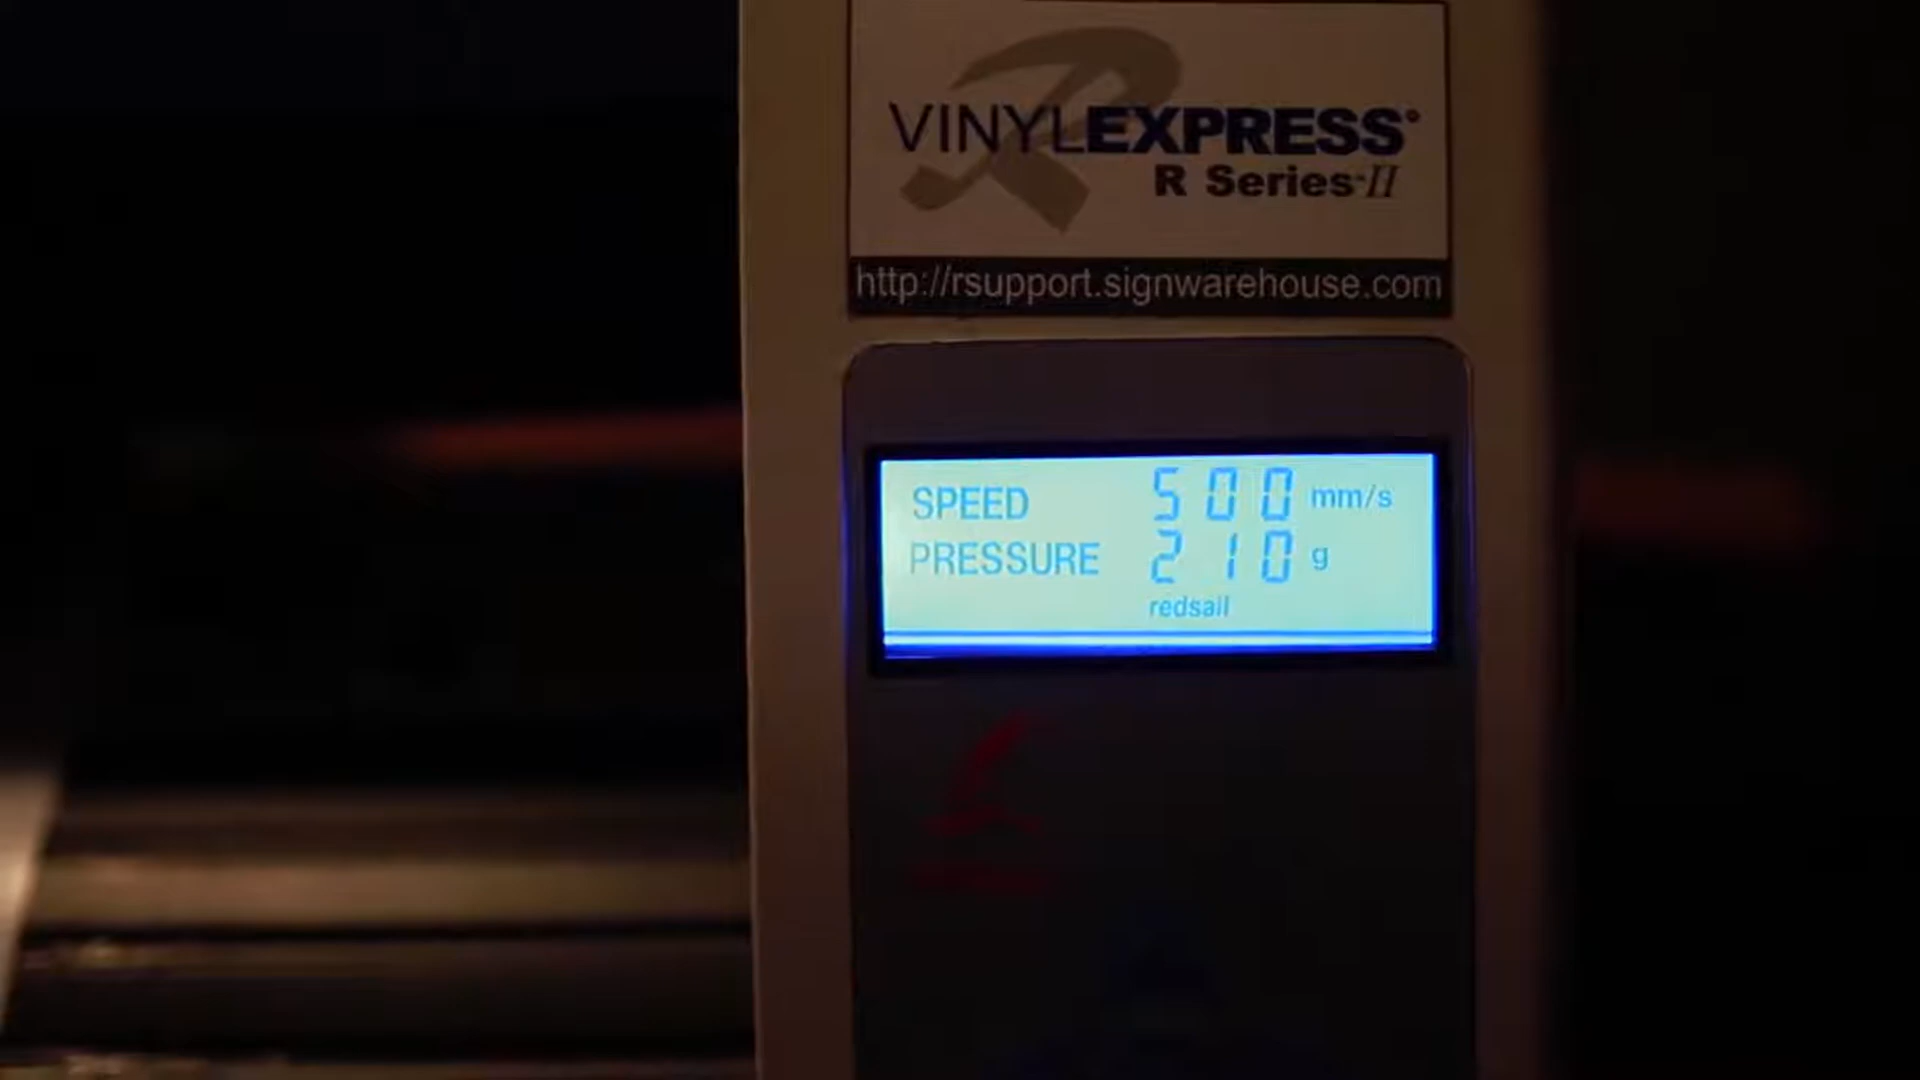 VINYLEXPRESS®
R Series-II
http://rsupport.signwarehouse.com
SPEED 500 mm/s
PRESSURE 210 g
redsail